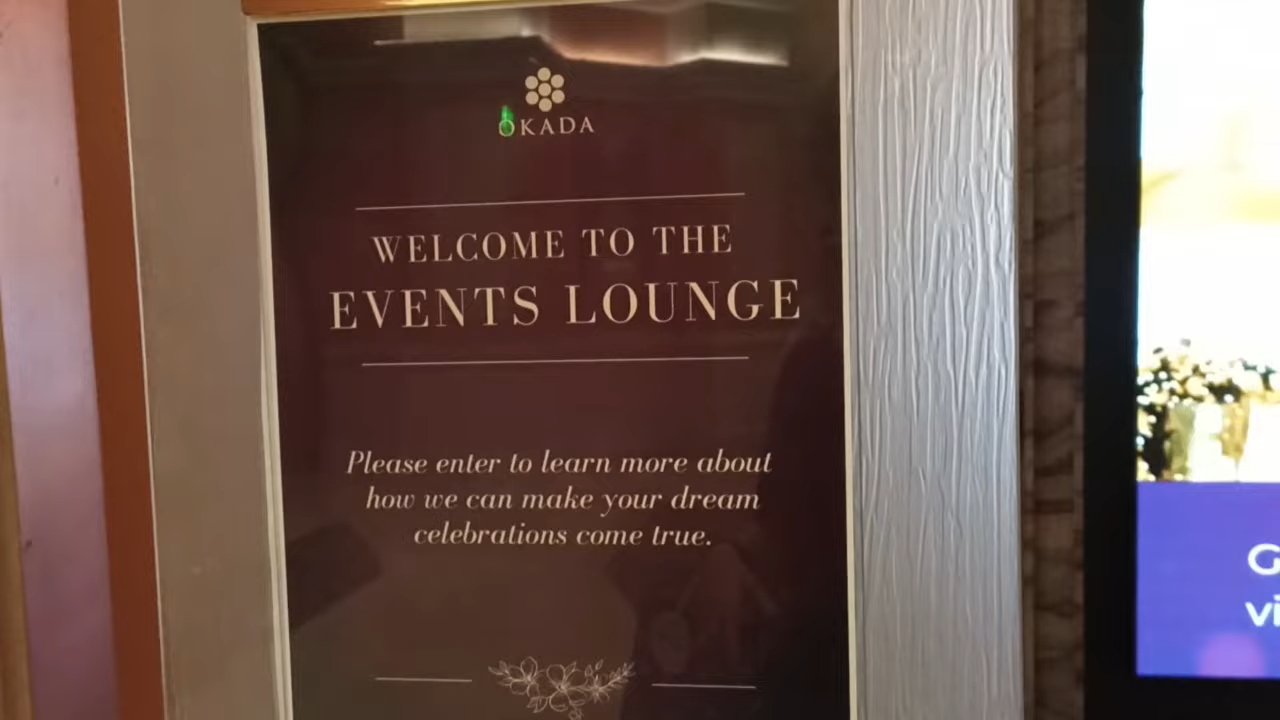 OKADA
WELCOME TO THE
EVENTS LOUNGE
Please enter to learn more about
how we can make your dream
celebrations come true.
G
vi